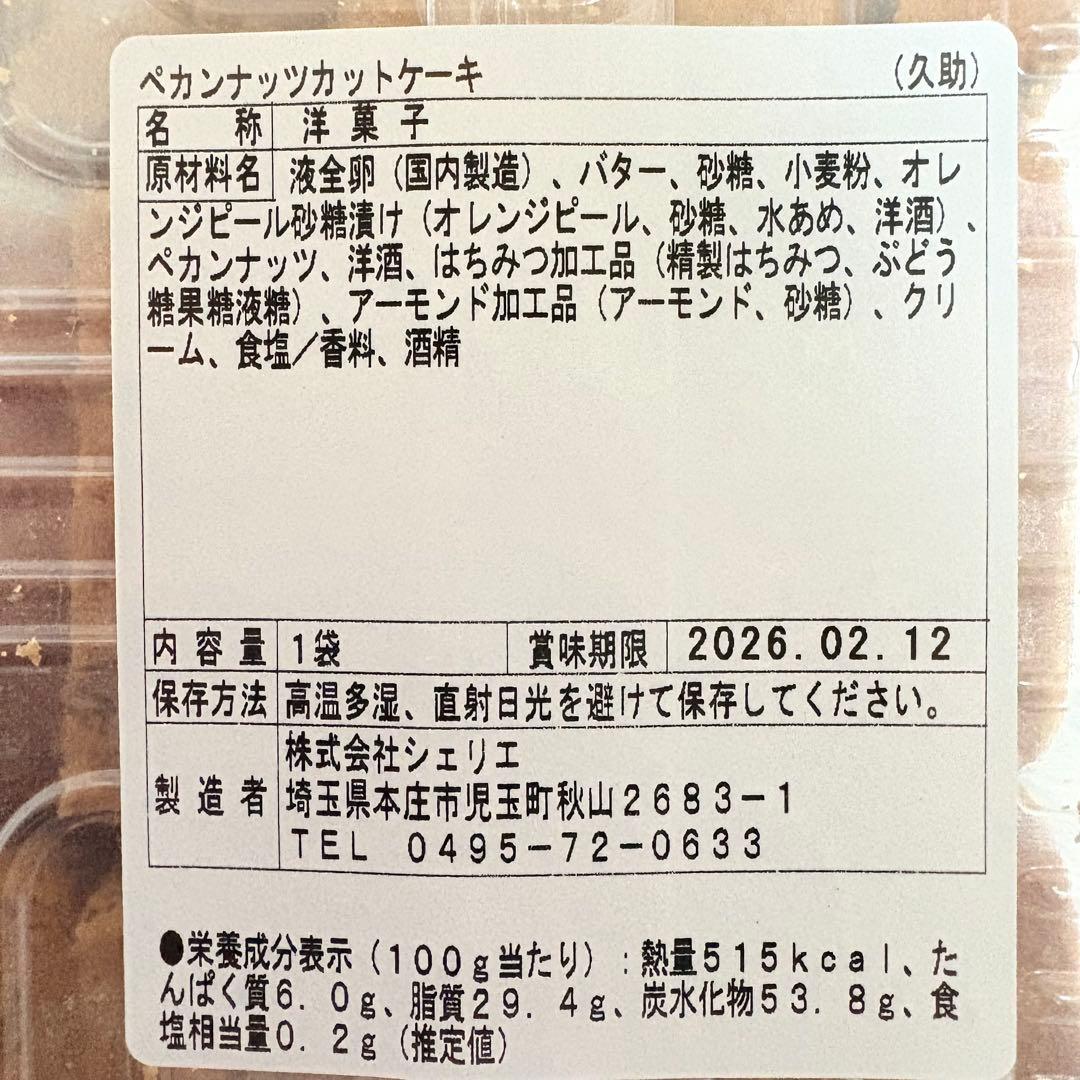 ペカンナッツカットケーキ （久助）
名称 洋菓子
原材料名 液全卵（国内製造）、バター、砂糖、小麦粉、オレ
ンジピール砂糖漬け（オレンジピール、砂糖、水あめ、洋酒）、
ペカンナッツ、洋酒、はちみつ加工品（精製はちみつ、ぶどう
糖果糖液糖）、アーモンド加工品（アーモンド、砂糖）、クリ
ーム、食塩／香料、酒精
内容量 1袋 賞味期限 2026.02.12
保存方法 高温多湿、直射日光を避けて保存してください。
製造者 株式会社シェリエ
埼玉県本庄市児玉町秋山２６８３－１
ＴＥＬ ０４９５－７２－０６３３
●栄養成分表示（１００ｇ当たり）：熱量５１５ｋｃａｌ、た
んぱく質６．０ｇ、脂質２９．４ｇ、炭水化物５３．８ｇ、食
塩相当量０．２ｇ（推定値）